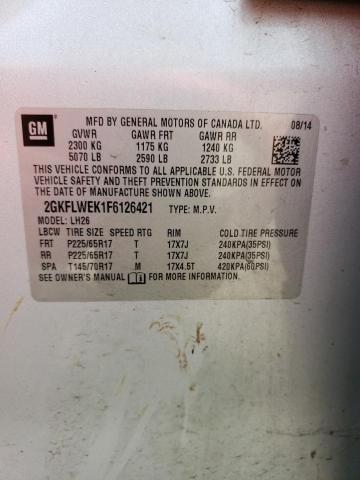 GM
MFD BY GENERAL MOTORS OF CANADA LTD. 08/14
GVWR GAWR FRT GAWR RR
2300 KG 1175 KG 1240 KG
5070 LB 2590 LB 2733 LB
THIS VEHICLE CONFORMS TO ALL APPLICABLE U.S. FEDERAL MOTOR
VEHICLE SAFETY AND THEFT PREVENTION STANDARDS IN EFFECT ON THE
DATE OF MANUFACTURE SHOWN ABOVE.
2GKFLWEK1F6126421 TYPE: M.P.V.
MODEL: LH26
LBCW TIRE SIZE SPEED RTG RIM COLD TIRE PRESSURE
FRT P225/65R17 T 17X7J 240KPA(35PSI)
RR P225/65R17 T 17X7J 240KPA(35PSI)
SPA T145/70R17 M 17X4.5T 420KPA(60PSI)
SEE OWNER'S MANUAL FOR MORE INFORMATION.